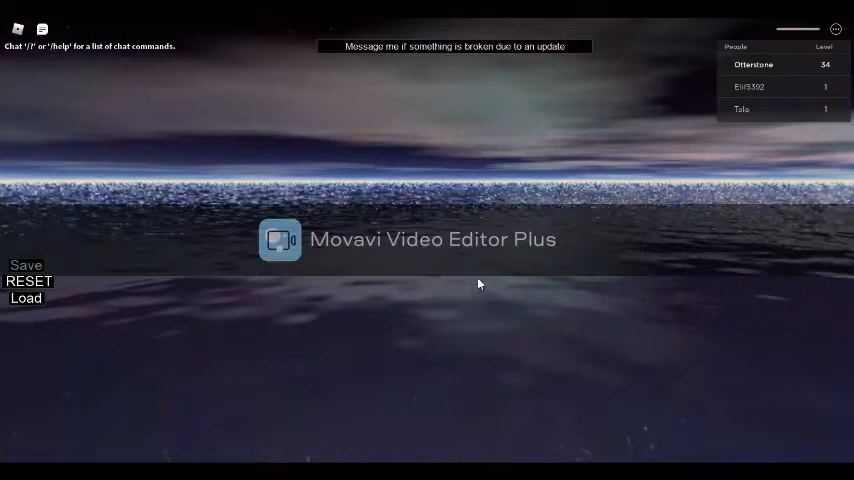 Chat '/?' or '/help' for a list of chat commands.
Message me if something is broken due to an update
People Level
Otterstone 34
Elif5392 1
Tala 1
Movavi Video Editor Plus
Save
RESET
Load